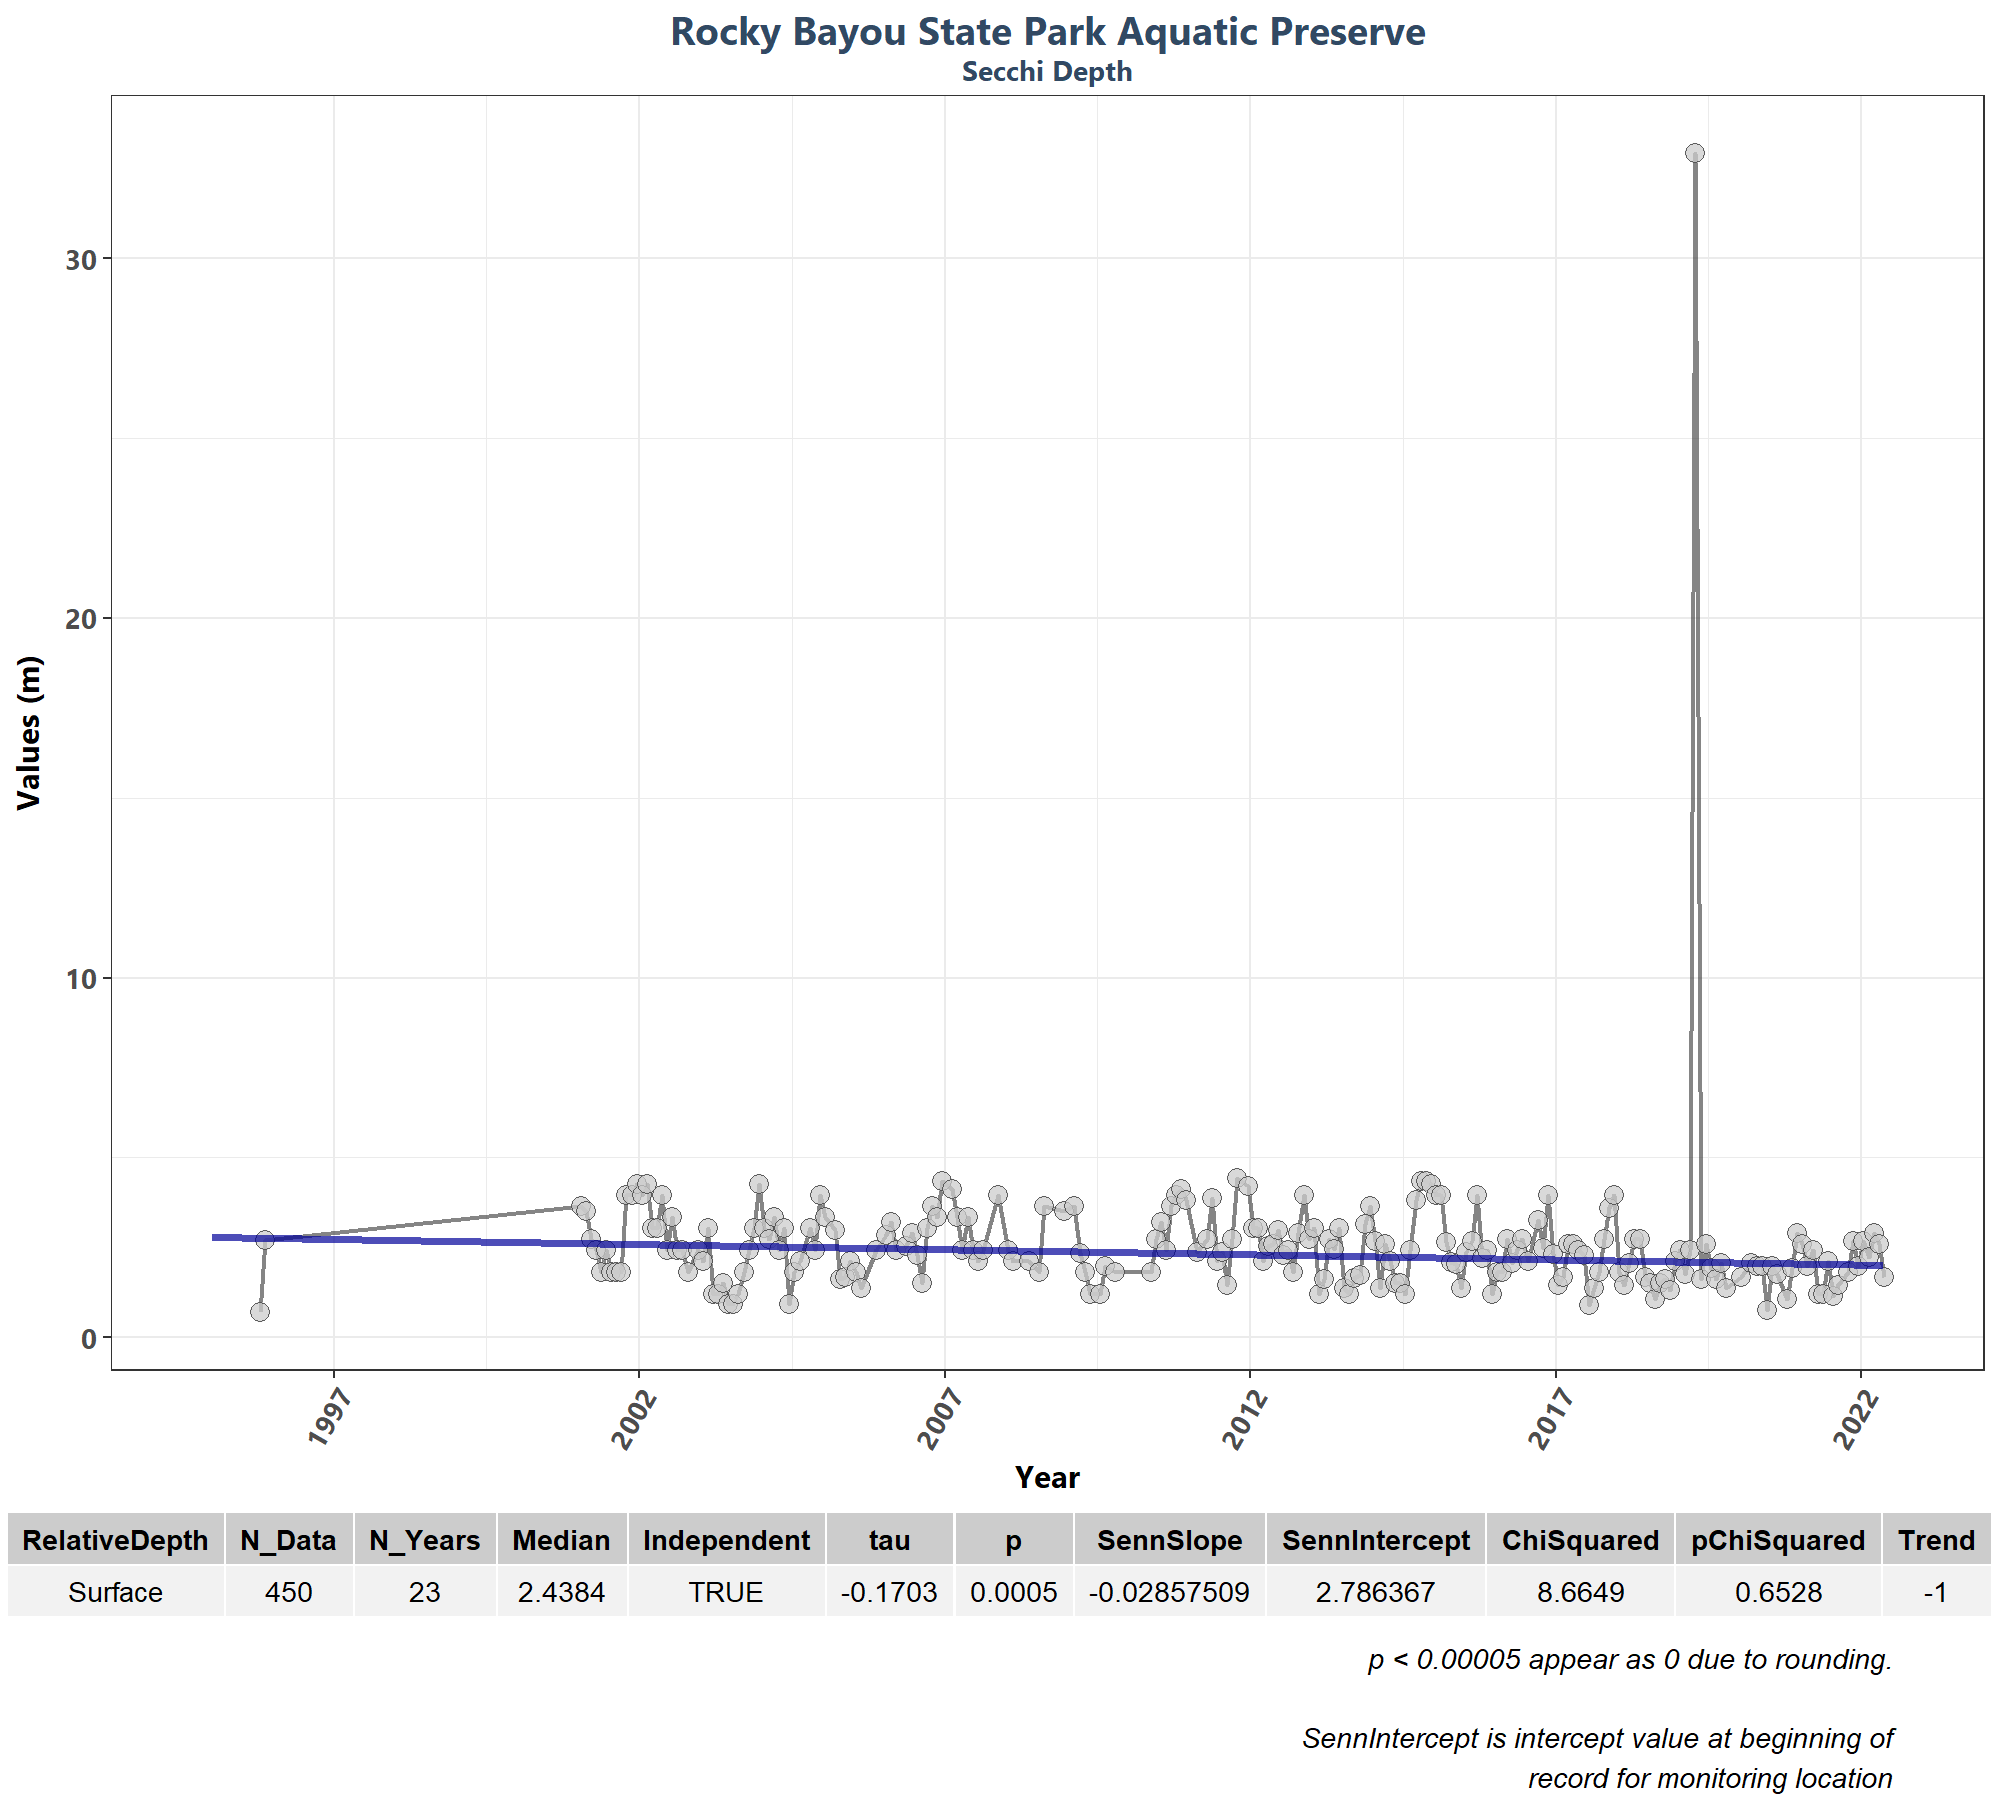 Rocky Bayou State Park Aquatic Preserve
Secchi Depth
Values (m)
30
20
10
0
1997 2002 2007 2012 2017 2022
Year
RelativeDepth N_Data N_Years Median Independent tau p SennSlope SennIntercept ChiSquared pChiSquared Trend
Surface 450 23 2.4384 TRUE -0.1703 0.0005 -0.02857509 2.786367 8.6649 0.6528 -1
p < 0.00005 appear as 0 due to rounding.
SennIntercept is intercept value at beginning of
record for monitoring location